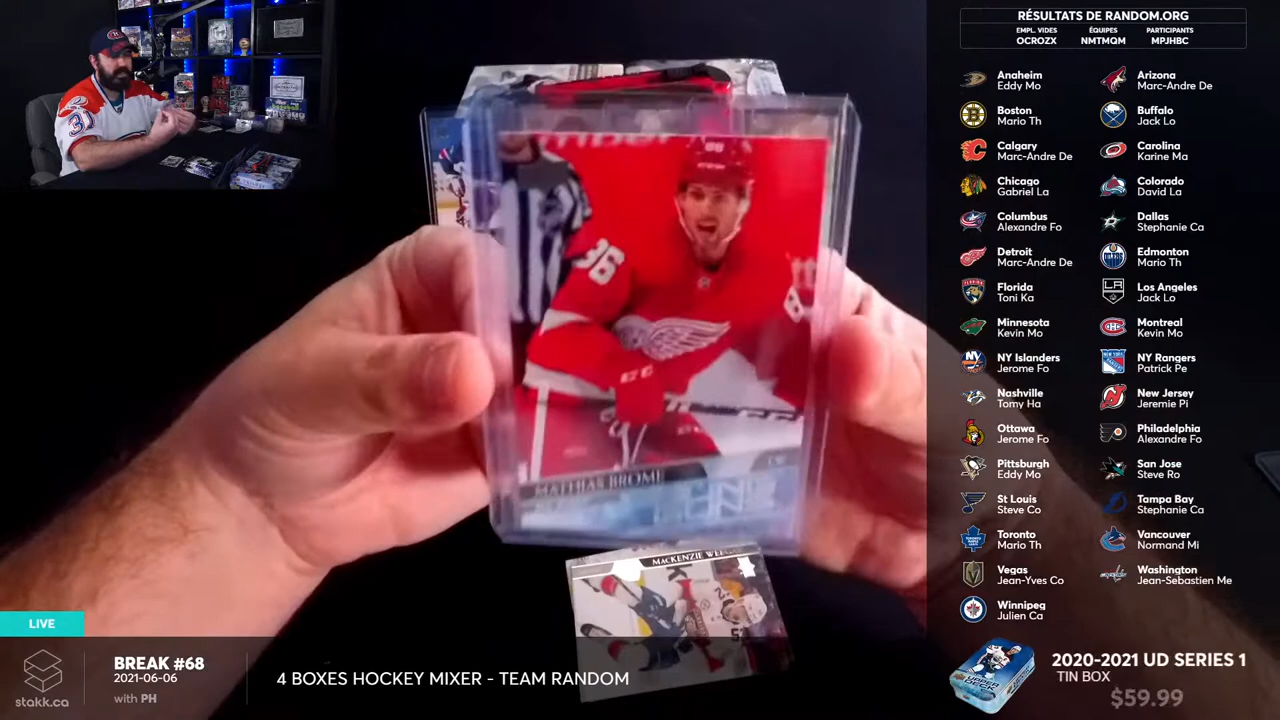 RÉSULTATS DE RANDOM.ORG
EMPL. VIDES ÉQUIPES PARTICIPANTS
OCROZX NMTMQM MPJHBC
Anaheim
Eddy Mo
Arizona
Marc-Andre De
Boston
Mario Th
Buffalo
Jack Lo
Calgary
Marc-Andre De
Carolina
Karine Ma
Chicago
Gabriel La
Colorado
David La
Columbus
Alexandre Fo
Dallas
Stephanie Ca
Detroit
Marc-Andre De
Edmonton
Mario Th
Florida
Toni Ka
Los Angeles
Jack Lo
Minnesota
Kevin Mo
Montreal
Kevin Mo
NY Islanders
Jerome Fo
NY Rangers
Patrick Pe
Nashville
Tomy Ha
New Jersey
Jeremie Pi
Ottawa
Jerome Fo
Philadelphia
Alexandre Fo
Pittsburgh
Eddy Mo
San Jose
Steve Ro
St Louis
Steve Co
Tampa Bay
Stephanie Ca
Toronto
Mario Th
Vancouver
Normand Mi
Vegas
Jean-Yves Co
Washington
Jean-Sebastien Me
Winnipeg
Julien Ca
31
86
86
CCM
MATHIAS BROME
MACKENZIE
LIVE
stakk.ca
BREAK #68
2021-06-06
with PH
4 BOXES HOCKEY MIXER - TEAM RANDOM
2020-2021 UD SERIES 1
TIN BOX
$59.99